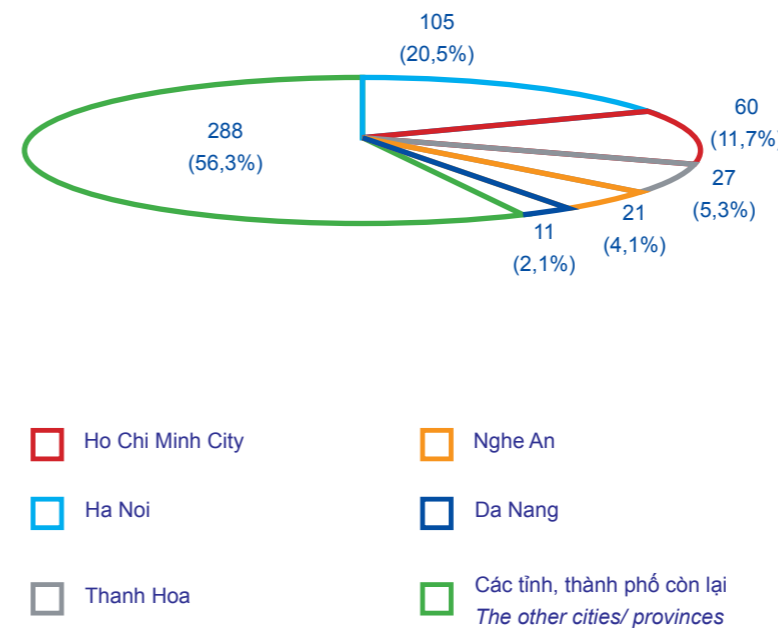 105
(20,5%)
60
(11,7%)
288
(56,3%)
27
(5,3%)
21
(4,1%)
11
(2,1%)
Ho Chi Minh City
Nghe An
Ha Noi
Da Nang
Thanh Hoa
Các tỉnh, thành phố còn lại
The other cities/ provinces